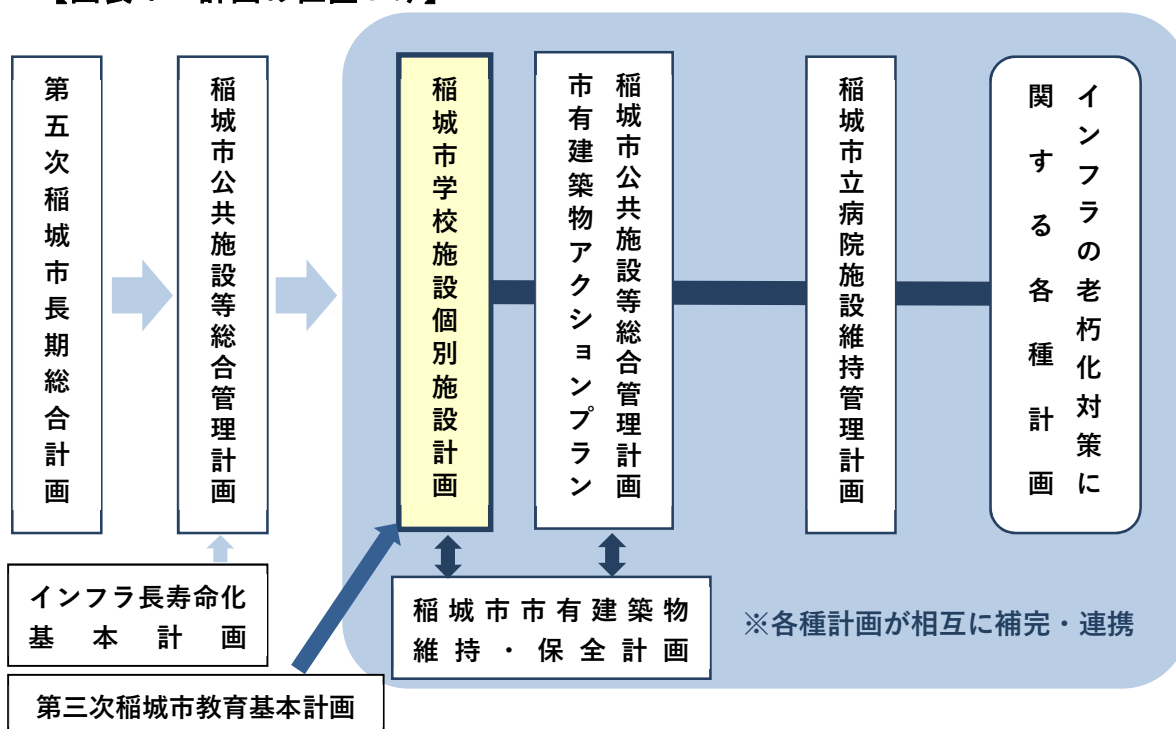 第五次稲城市長期総合計画
稲城市公共施設等総合管理計画
稲城市学校施設個別施設計画
稲城市公共施設等総合管理計画
市有建築物アクションプラン
稲城市立病院施設維持管理計画
インフラの老朽化対策に
関する各種計画
インフラ長寿命化
基本計画
稲城市市有建築物
維持・保全計画
※各種計画が相互に補完・連携
第三次稲城市教育基本計画